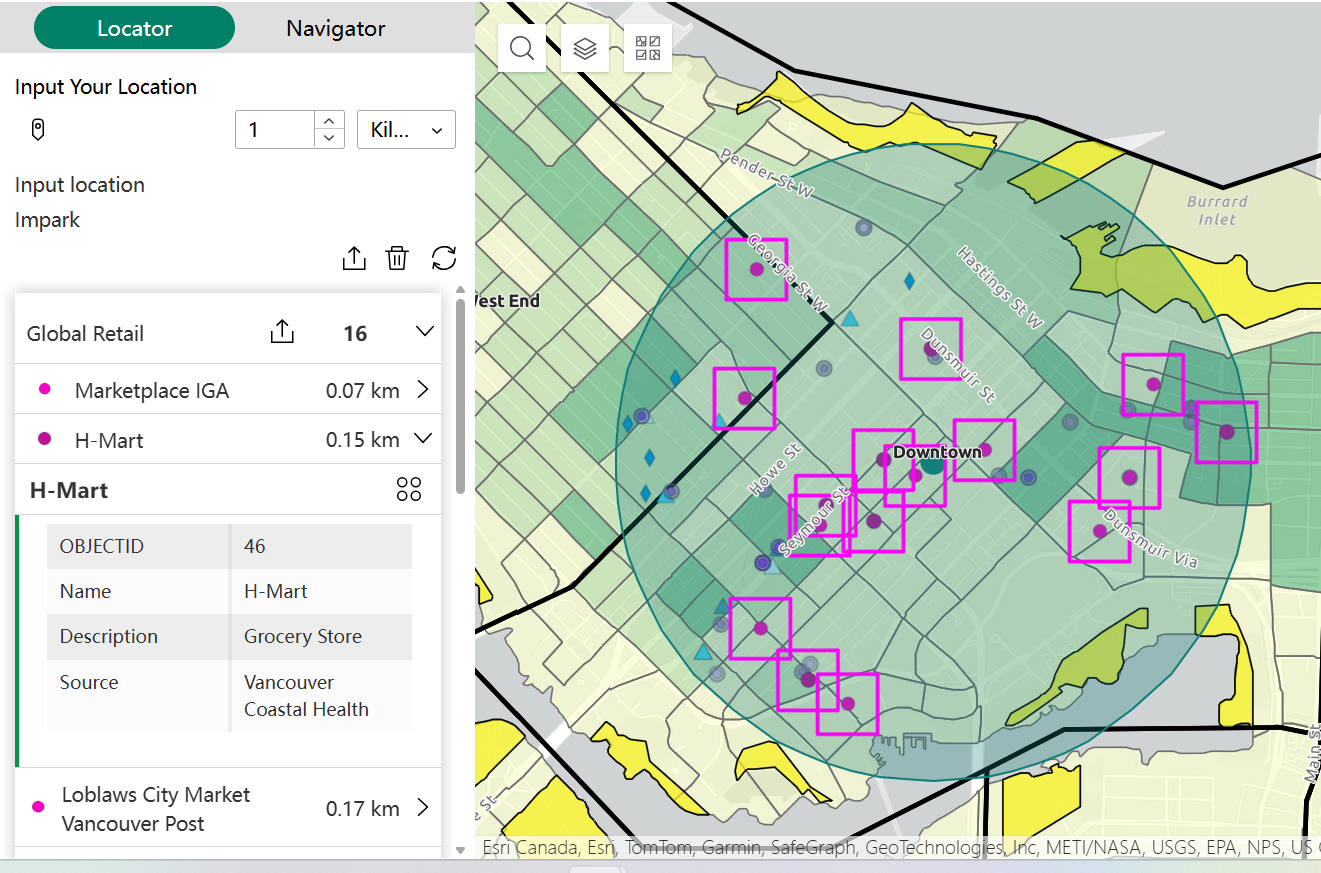 Locator
Navigator
Input Your Location
1
Kil...
Input location
Impark
Global Retail
16
Marketplace IGA
0.07 km
H-Mart
0.15 km
H-Mart
OBJECTID
46
Name
H-Mart
Description
Grocery Store
Source
Vancouver
Coastal Health
Loblaws City Market
Vancouver Post
0.17 km
Pender St W
Burrard
Inlet
Georgia St W
Hastings St W
est End
Dunsmuir St
Downtown
Howe St
Seymour St
Dunsmuir Via
Main St
e St
Esri Canada, Esri, TomTom, Garmin, SafeGraph, GeoTechnologies, Inc, METI/NASA, USGS, EPA, NPS, US